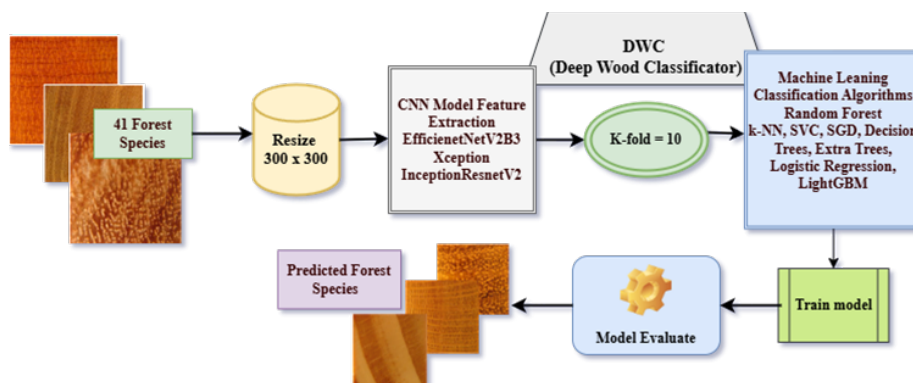 41 Forest
Species
Resize
300 x 300
CNN Model Feature
Extraction
EfficienetNetV2B3
Xception
InceptionResnetV2
DWC
(Deep Wood Classificator)
K-fold = 10
Machine Leaning
Classification Algorithms
Random Forest
k-NN, SVC, SGD, Decision
Trees, Extra Trees,
Logistic Regression,
LightGBM
Train model
Model Evaluate
Predicted Forest
Species